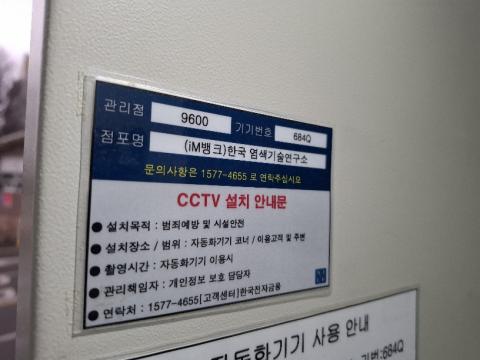 관리점 9600 기기번호 684Q
점포명 (iM뱅크)한국 염색기술연구소
문의사항은 1577-4655 로 연락주십시오
CCTV 설치 안내문
● 설치목적 : 범죄예방 및 시설안전
● 설치장소 / 범위 : 자동화기기 코너 / 이용고객 및 주변
● 촬영시간 : 자동화기기 이용시
● 관리책임자 : 개인정보 보호 담당자
● 연락처 : 1577-4655[고객센터]한국전자금융
자동화기기 사용 안내
:684Q